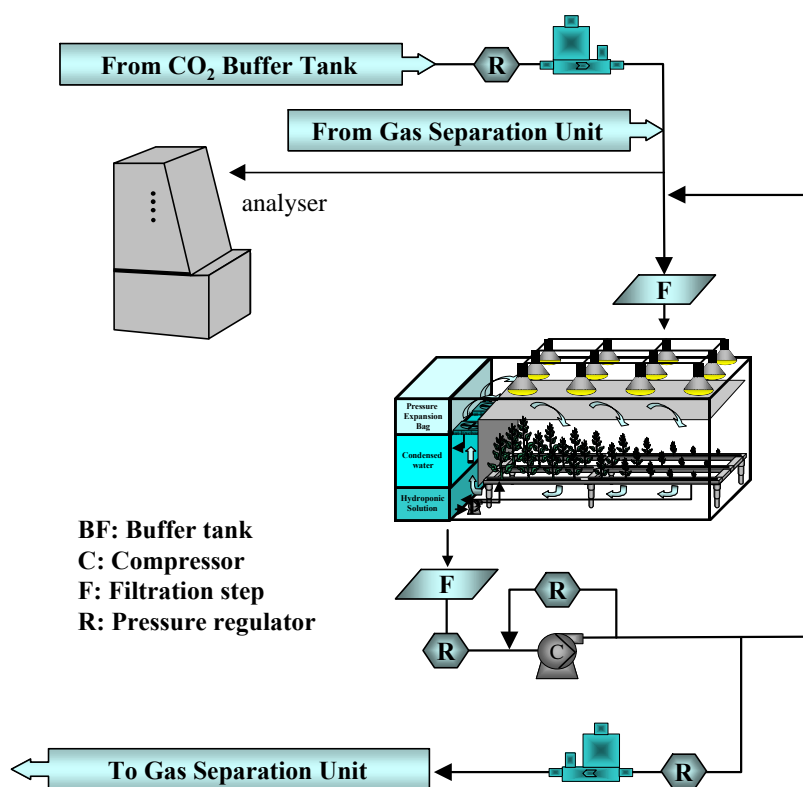 From CO₂ Buffer Tank
R
From Gas Separation Unit
analyser
F
Pressure
Expansion
Bag
Condensed
water
Hydroponic
Solution
BF: Buffer tank
C: Compressor
F: Filtration step
R: Pressure regulator
F
R
R
C
To Gas Separation Unit
R